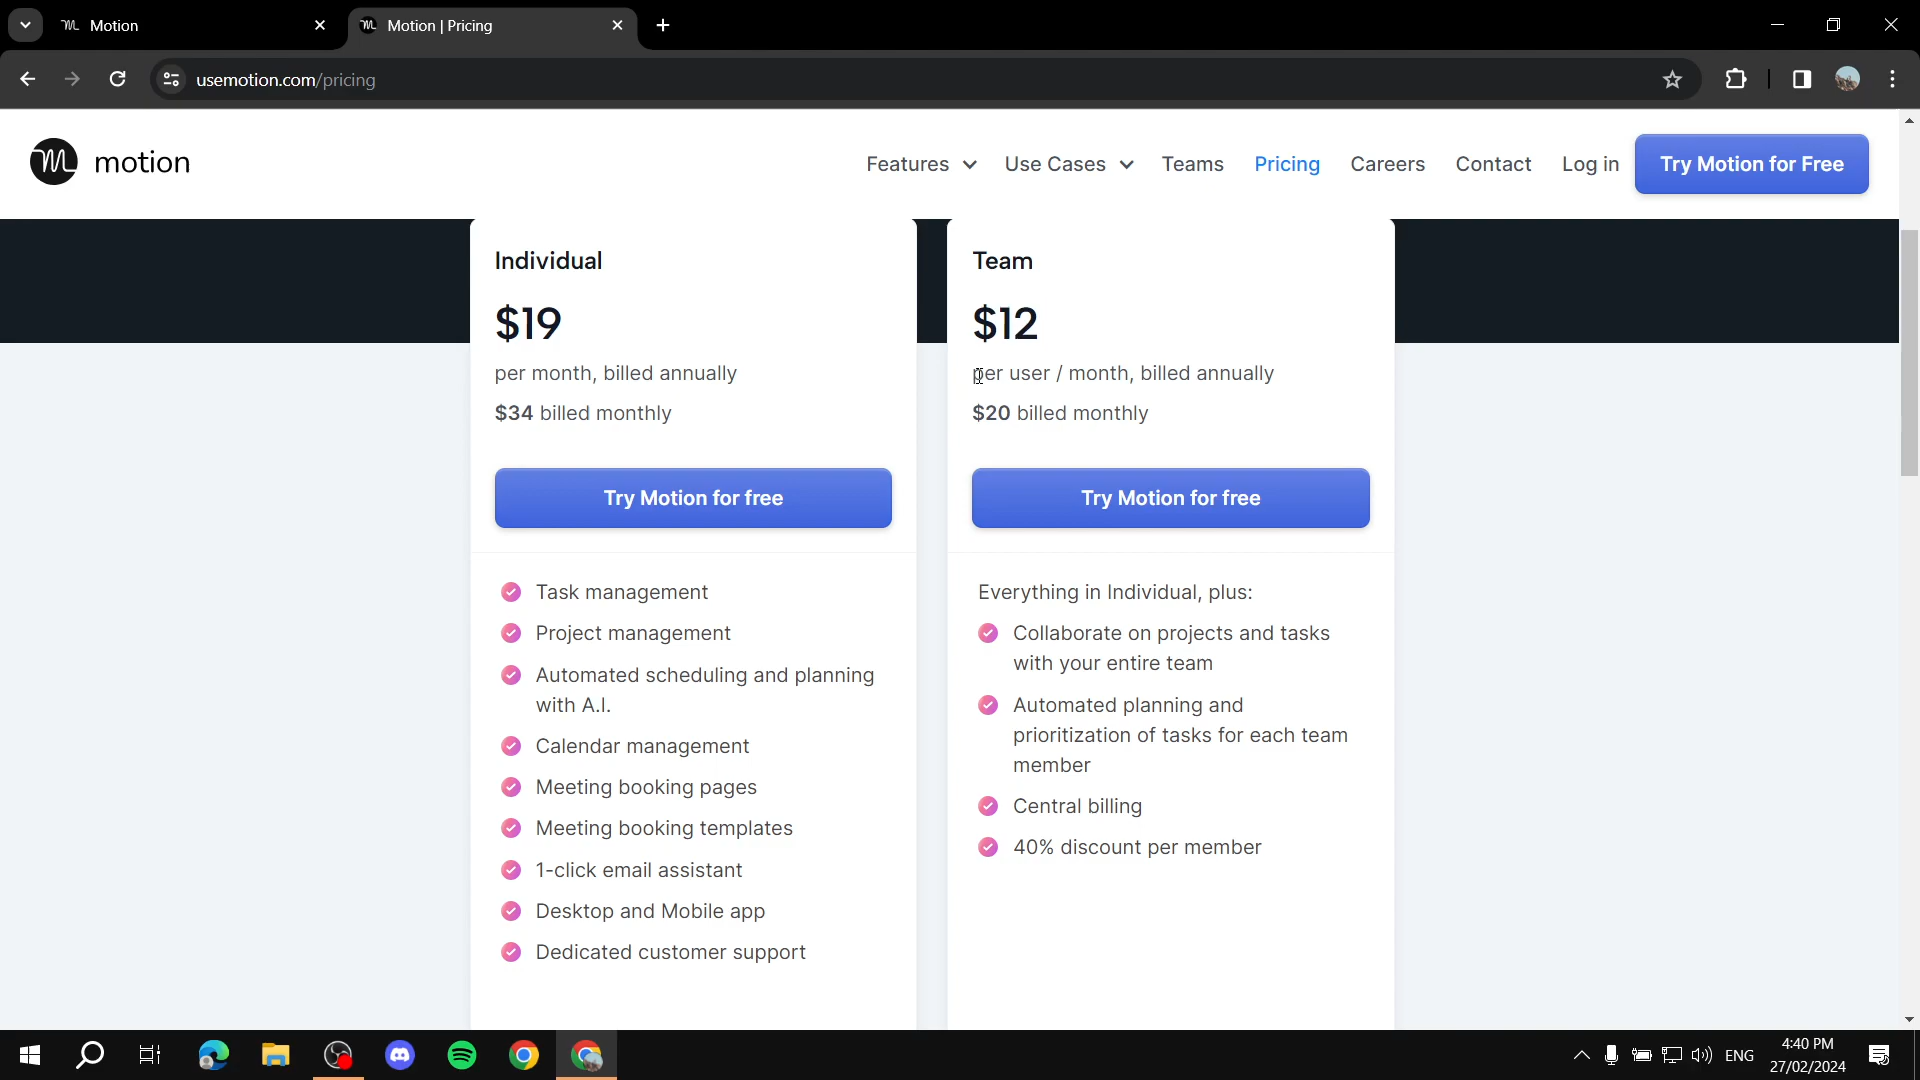 Motion
Motion | Pricing
usemotion.com/pricing
motion
Features
Use Cases
Teams
Pricing
Careers
Contact
Log in
Try Motion for Free
Individual
$19
per month, billed annually
$34 billed monthly
Try Motion for free
Task management
Project management
Automated scheduling and planning
with A.I.
Calendar management
Meeting booking pages
Meeting booking templates
1-click email assistant
Desktop and Mobile app
Dedicated customer support
Team
$12
per user / month, billed annually
$20 billed monthly
Try Motion for free
Everything in Individual, plus:
Collaborate on projects and tasks
with your entire team
Automated planning and
prioritization of tasks for each team
member
Central billing
40% discount per member
ENG
4:40 PM
27/02/2024